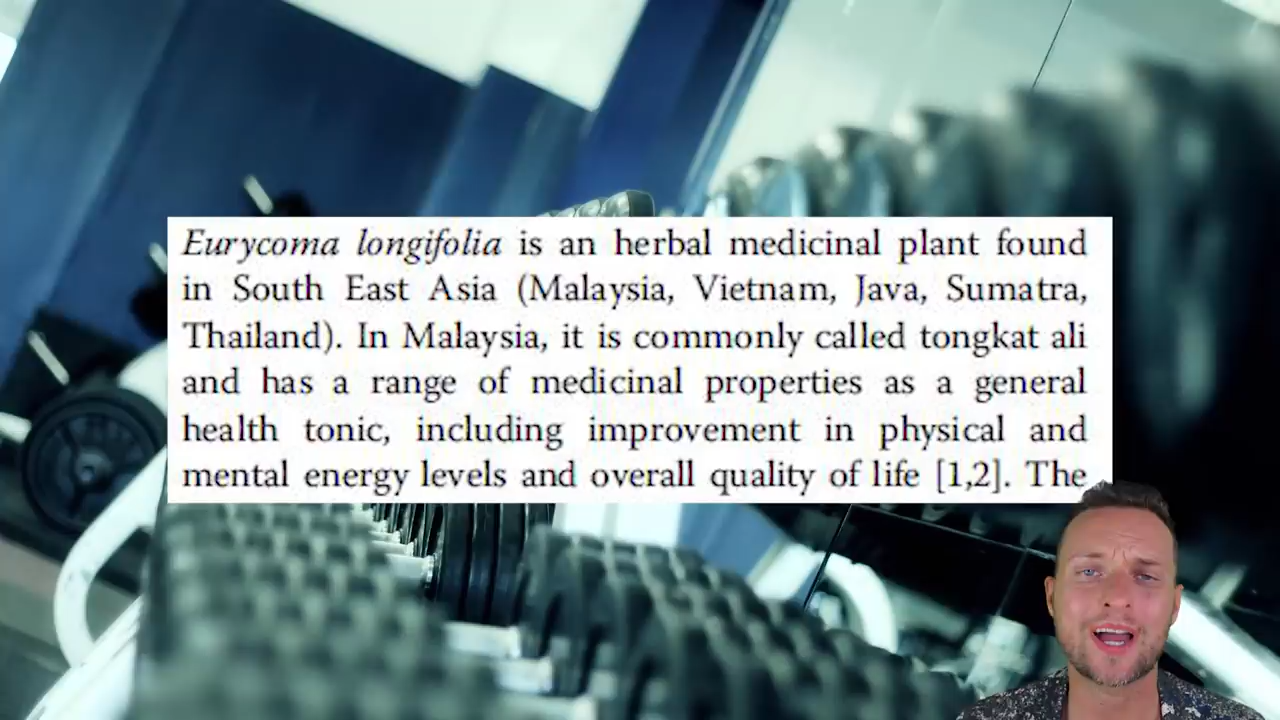 Eurycoma longifolia is an herbal medicinal plant found
in South East Asia (Malaysia, Vietnam, Java, Sumatra,
Thailand). In Malaysia, it is commonly called tongkat ali
and has a range of medicinal properties as a general
health tonic, including improvement in physical and
mental energy levels and overall quality of life [1,2]. The